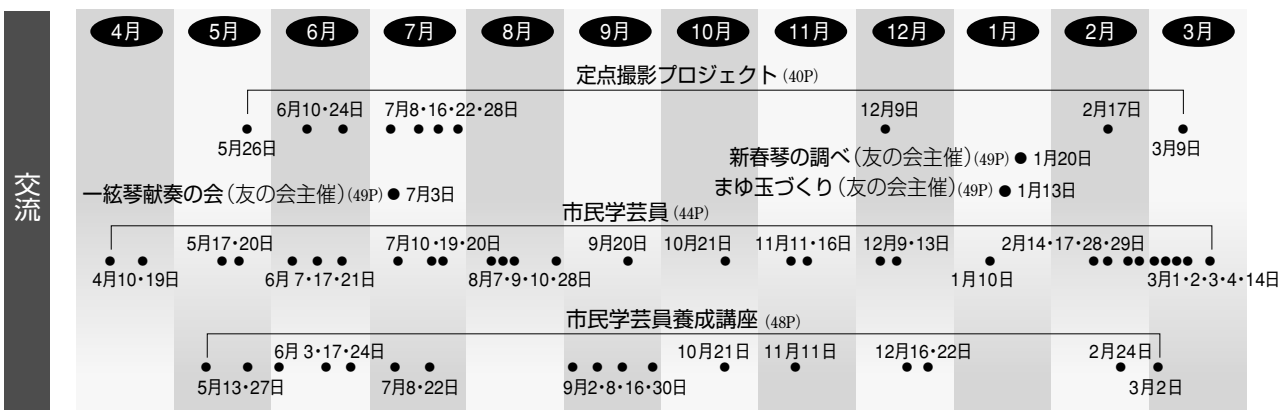 交流
4月 5月 6月 7月 8月 9月 10月 11月 12月 1月 2月 3月
定点撮影プロジェクト(40P)
6月10・24日 7月8・16・22・28日 12月9日 2月17日
5月26日 3月9日
新春琴の調べ(友の会主催)(49P)●1月20日
一絃琴献奏の会(友の会主催)(49P)●7月3日
まゆ玉づくり(友の会主催)(49P)●1月13日
市民学芸員(44P)
5月17・20日 7月10・19・20日 9月20日 10月21日 11月11・16日 12月9・13日 2月14・17・28・29日
4月10・19日 6月7・17・21日 8月7・9・10・28日 1月10日 3月1・2・3・4・14日
市民学芸員養成講座(48P)
6月3・17・24日 10月21日 11月11日 12月16・22日 2月24日
5月13・27日 7月8・22日 9月2・8・16・30日 3月2日